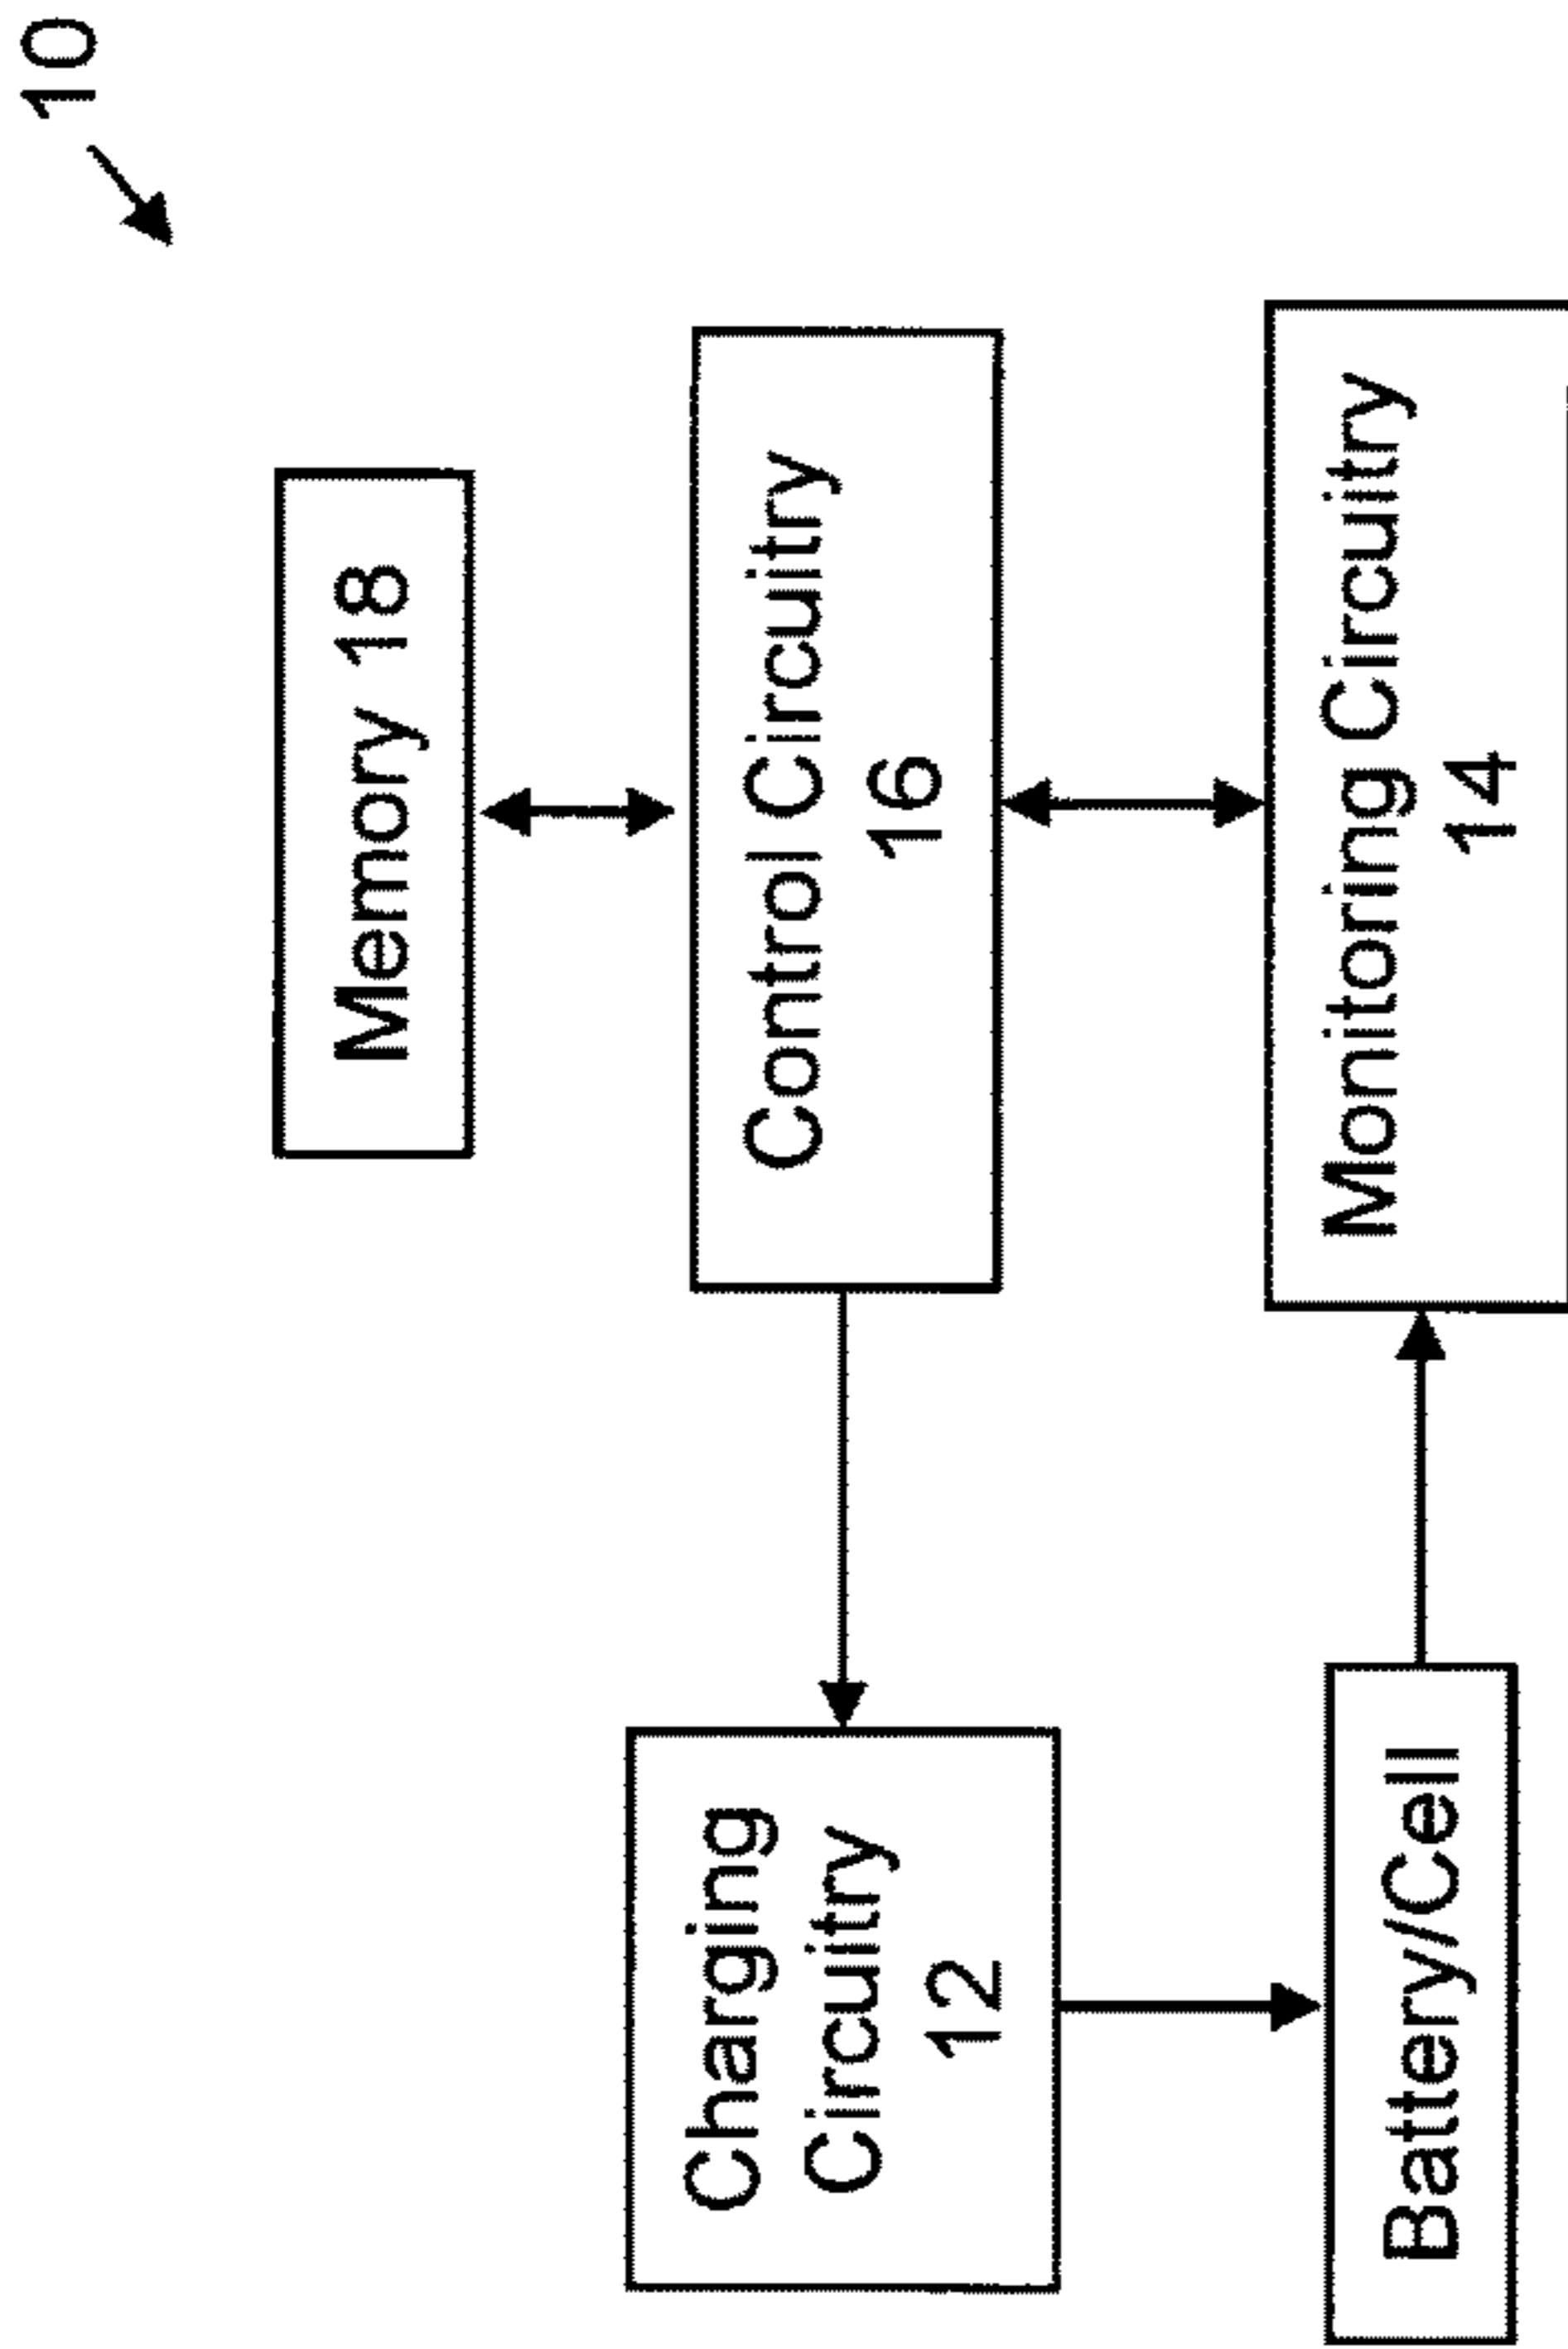 10
Memory 18
Control Circuitry
16
Charging
Circuitry
12
Monitoring Circuitry
14
Battery/Cell